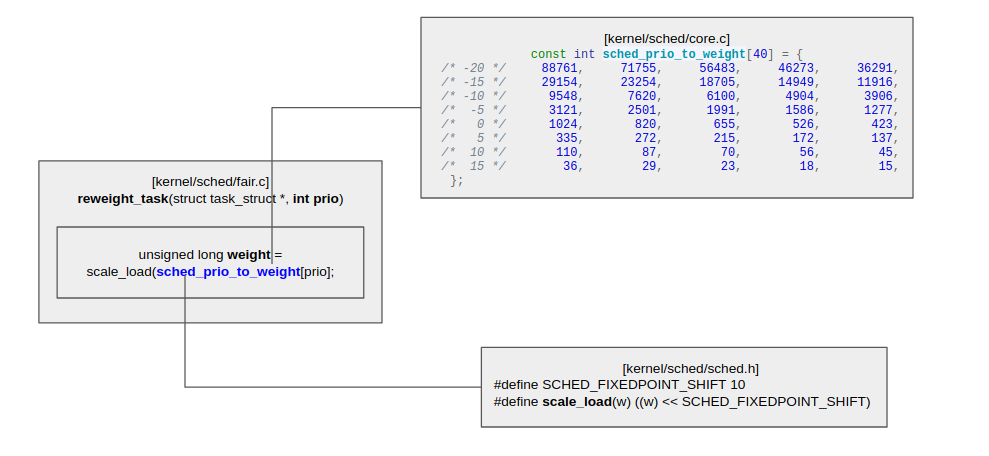 [kernel/sched/core.c]
const int sched_prio_to_weight[40] = {
/* -20 */ 88761, 71755, 56483, 46273, 36291,
/* -15 */ 29154, 23254, 18705, 14949, 11916,
/* -10 */ 9548, 7620, 6100, 4904, 3906,
/* -5 */ 3121, 2501, 1991, 1586, 1277,
/* 0 */ 1024, 820, 655, 526, 423,
/* 5 */ 335, 272, 215, 172, 137,
/* 10 */ 110, 87, 70, 56, 45,
/* 15 */ 36, 29, 23, 18, 15,
};
[kernel/sched/fair.c]
reweight_task(struct task_struct *, int prio)
unsigned long weight =
scale_load(sched_prio_to_weight[prio];
[kernel/sched/sched.h]
#define SCHED_FIXEDPOINT_SHIFT 10
#define scale_load(w) ((w) << SCHED_FIXEDPOINT_SHIFT)